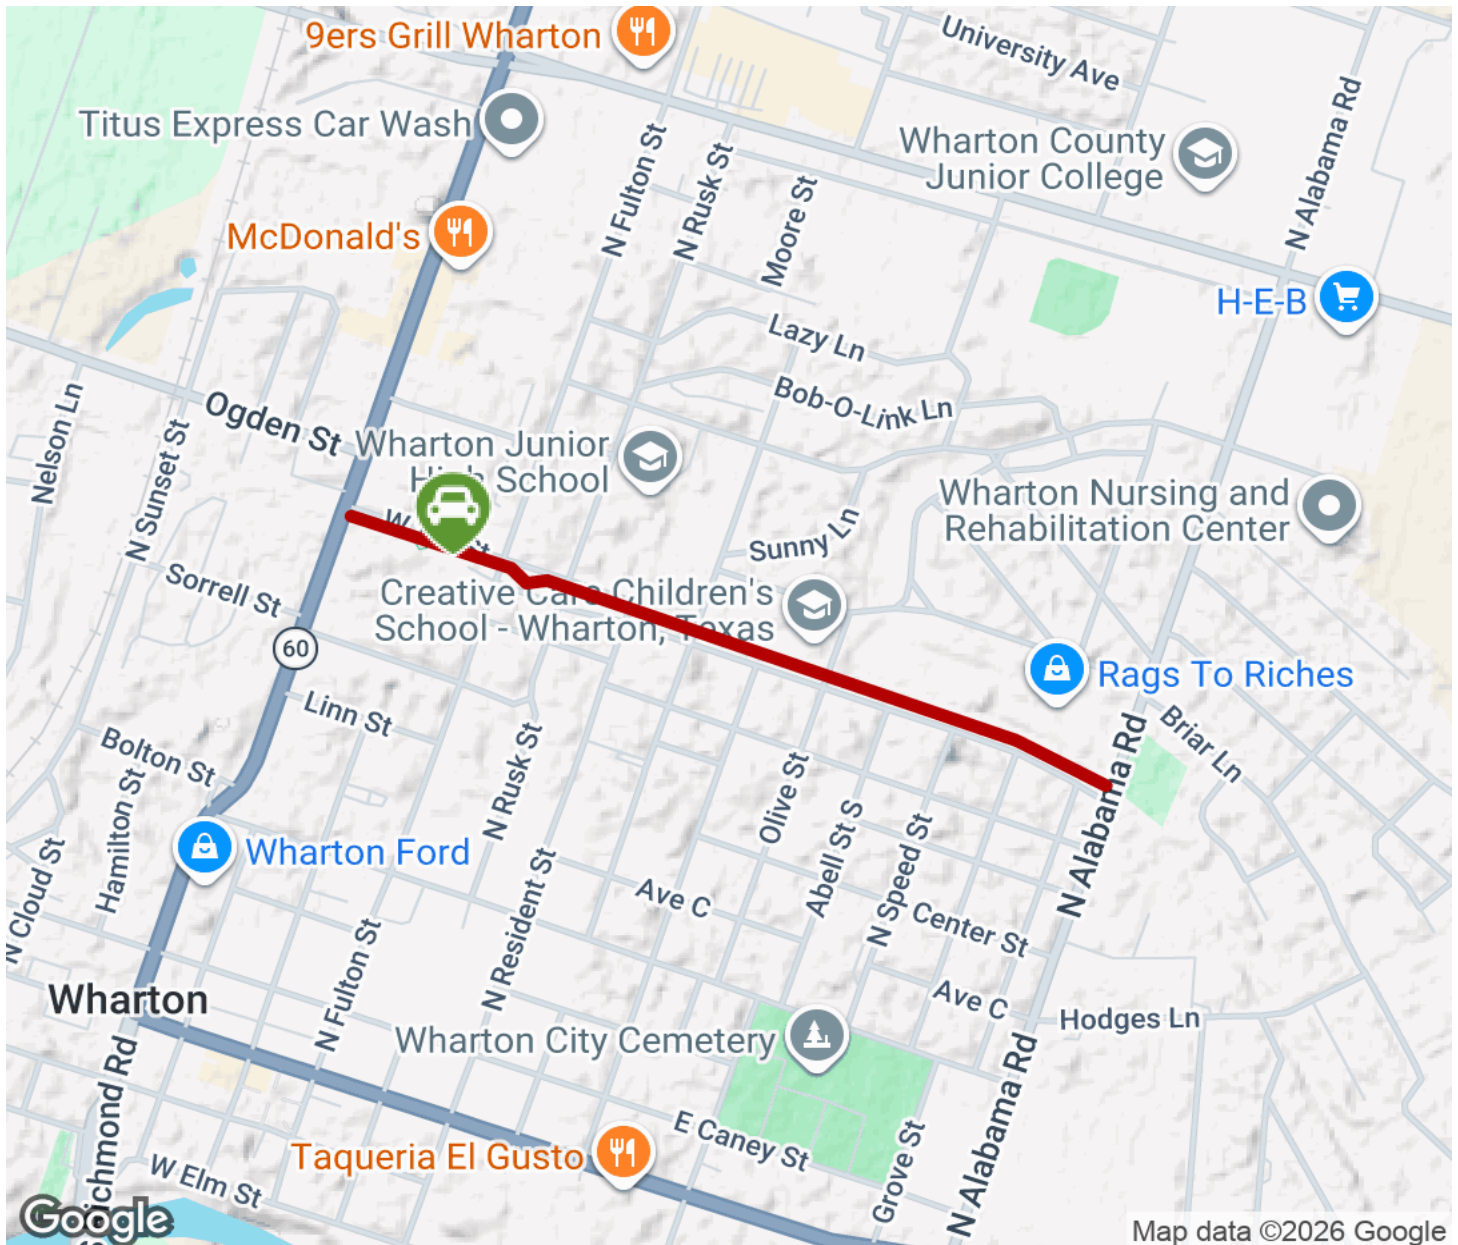 9ers Grill Wharton
University Ave
Titus Express Car Wash
Wharton County
Junior College
N Alabama Rd
N Fulton St
N Rusk St
Moore St
McDonald's
H-E-B
Lazy Ln
Bob-O-Link Ln
Nelson Ln
Ogden St
N Sunset St
Wharton Junior
High School
Wharton Nursing and
Rehabilitation Center
Sunny Ln
Sorrell St
Creative Care Children's
School - Wharton, Texas
60
Rags To Riches
Linn St
Briar Ln
Bolton St
Hamilton St
N Rusk St
Olive St
N Alabama Rd
Wharton Ford
N Cloud St
Abell St S
N Speed St
Ave C
Center St
N Resident St
N Fulton St
Wharton
Ave C
Hodges Ln
Wharton City Cemetery
N Alabama Rd
E Caney St
Taqueria El Gusto
W Elm St
Grove St
Google
Map data ©2026 Google